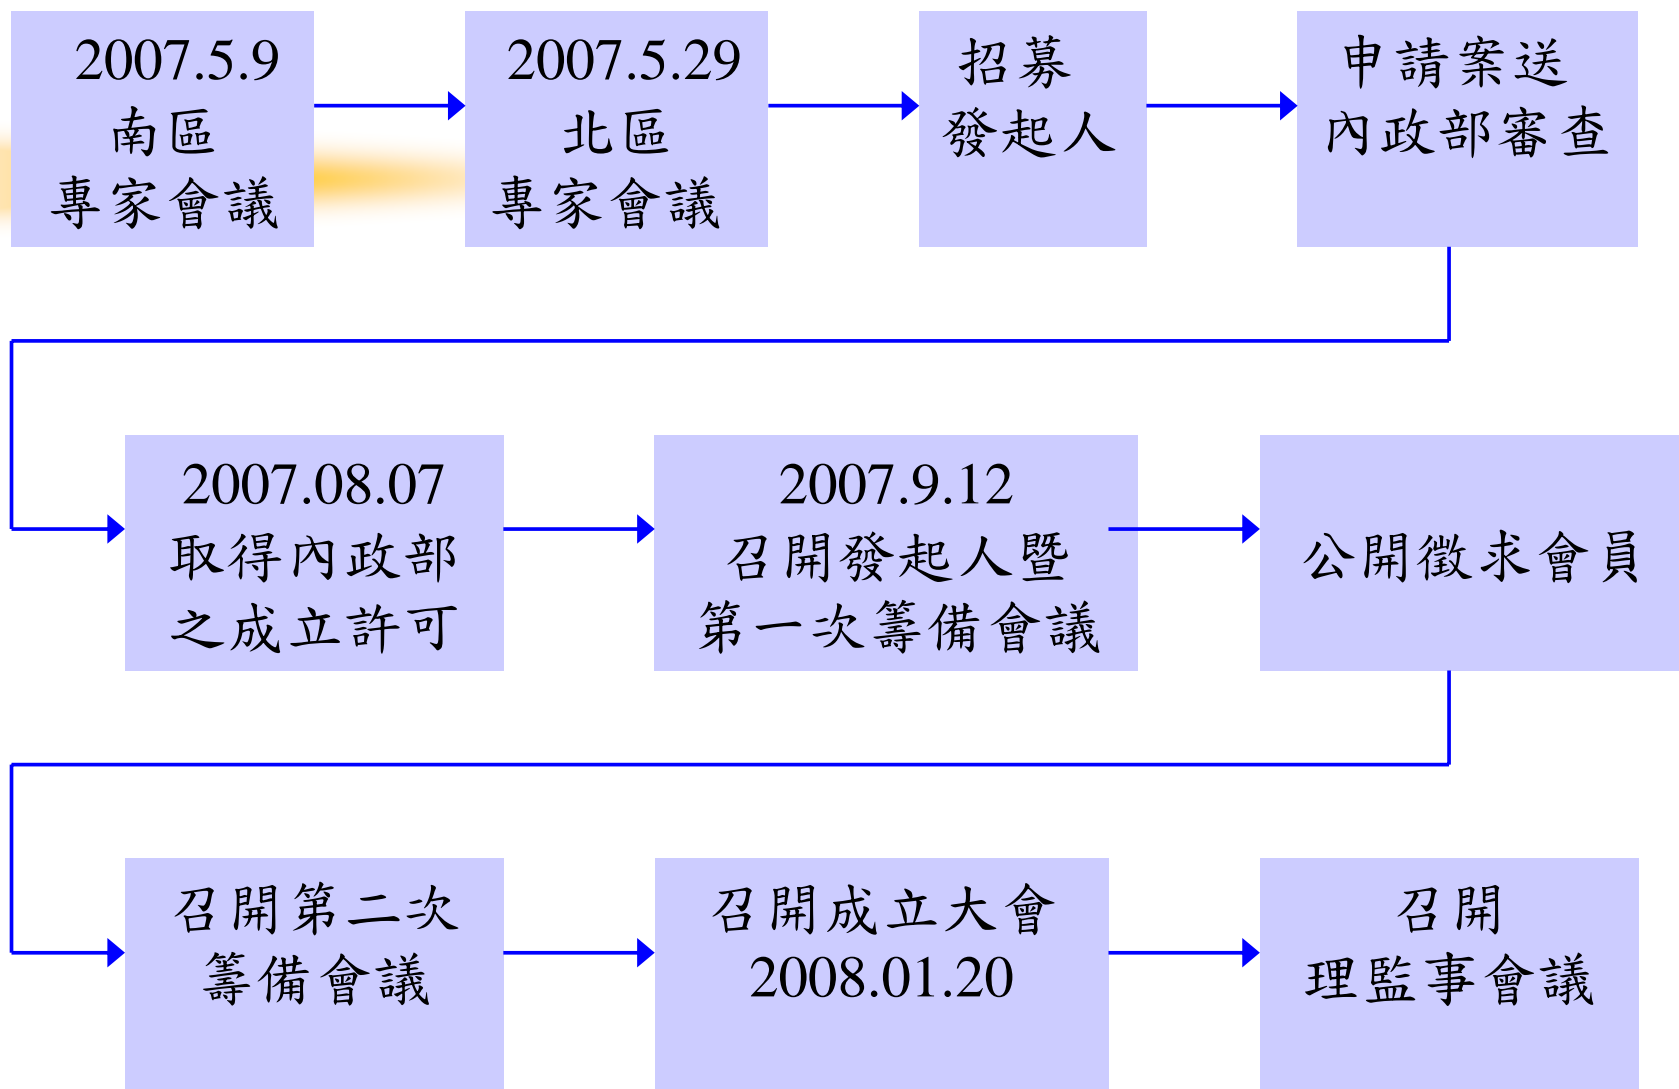 2007.5.9
南區
專家會議
2007.5.29
北區
專家會議
招募
發起人
申請案送
內政部審查
2007.08.07
取得內政部
之成立許可
2007.9.12
召開發起人暨
第一次籌備會議
公開徵求會員
召開第二次
籌備會議
召開成立大會
2008.01.20
召開
理監事會議